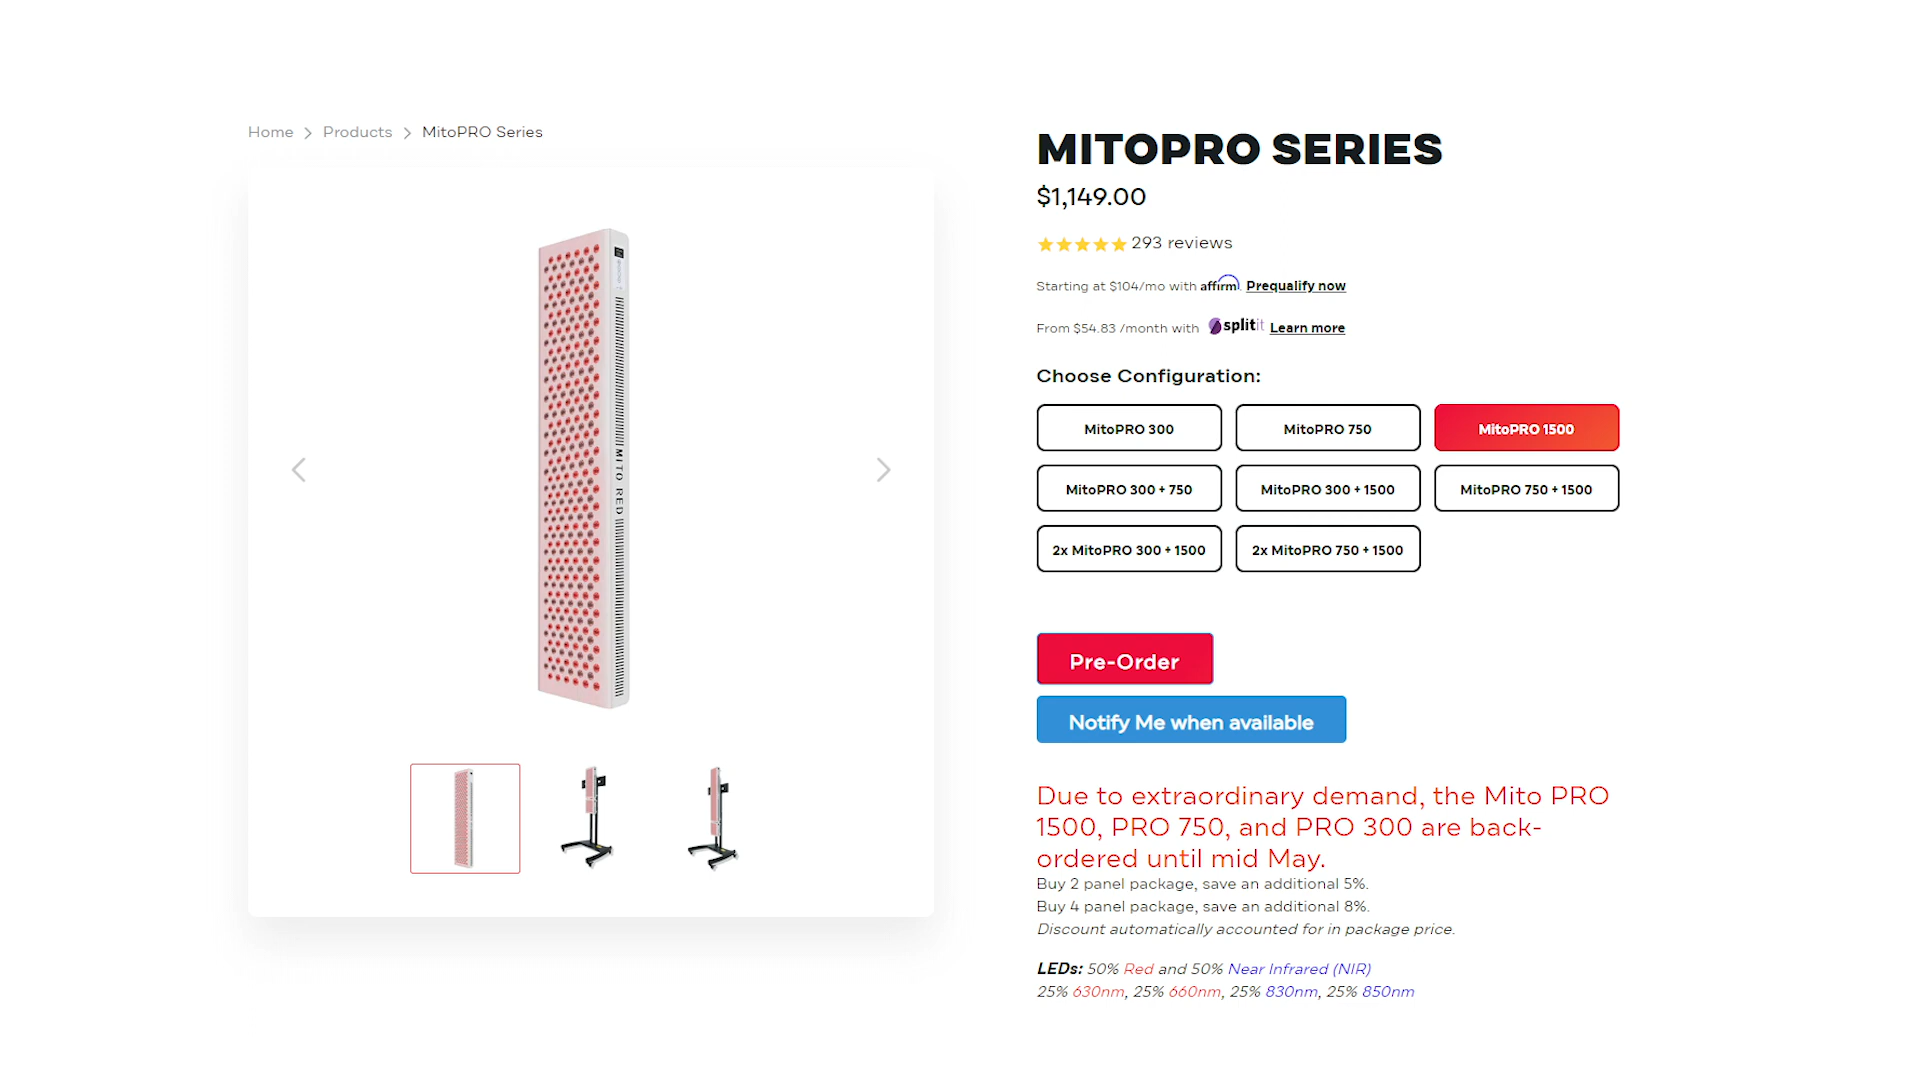 Home > Products > MitoPRO Series
MITOPRO SERIES
$1,149.00
293 reviews
Starting at $104/mo with affirm. Prequalify now
From $54.83 /month with splitit Learn more
Choose Configuration:
MitoPRO 300
MitoPRO 750
MitoPRO 1500
MitoPRO 300 + 750
MitoPRO 300 + 1500
MitoPRO 750 + 1500
2x MitoPRO 300 + 1500
2x MitoPRO 750 + 1500
MITO RED
Pre-Order
Notify Me when available
Due to extraordinary demand, the Mito PRO
1500, PRO 750, and PRO 300 are back-
ordered until mid May.
Buy 2 panel package, save an additional 5%.
Buy 4 panel package, save an additional 8%.
Discount automatically accounted for in package price.
LEDs: 50% Red and 50% Near Infrared (NIR)
25% 630nm, 25% 660nm, 25% 830nm, 25% 850nm